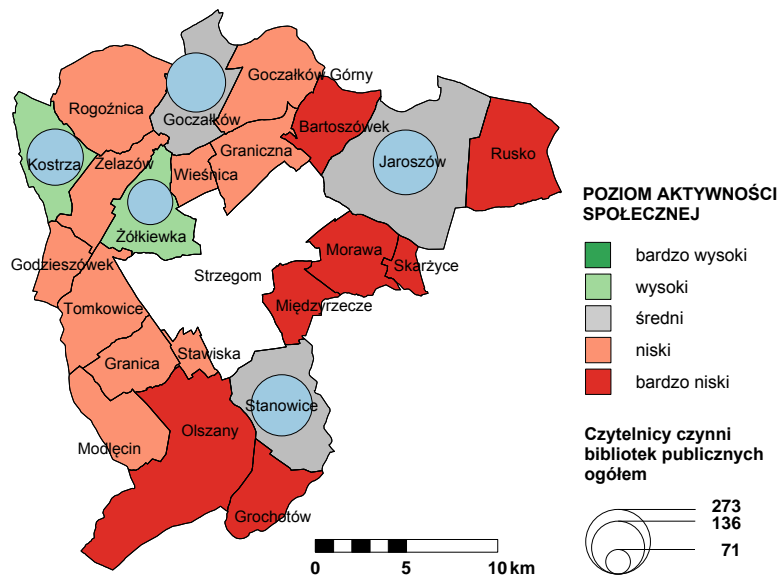 Goczałków Górny
Rogoźnica
Goczałków
Bartoszówek
Graniczna
Jaroszów
Rusko
Kostrza
Żelazów
Wieśnica
POZIOM AKTYWNOŚCI
SPOŁECZNEJ
Żółkiewka
Morawa
bardzo wysoki
Godzieszówek
Skarżyce
Strzegom
wysoki
Międzyrzecze
Tomkowice
średni
niski
Stawiska
Granica
bardzo niski
Stanowice
Olszany
Modlęcin
Czytelnicy czynni
bibliotek publicznych
ogółem
Grochotów
273
136
71
0 5 10 km